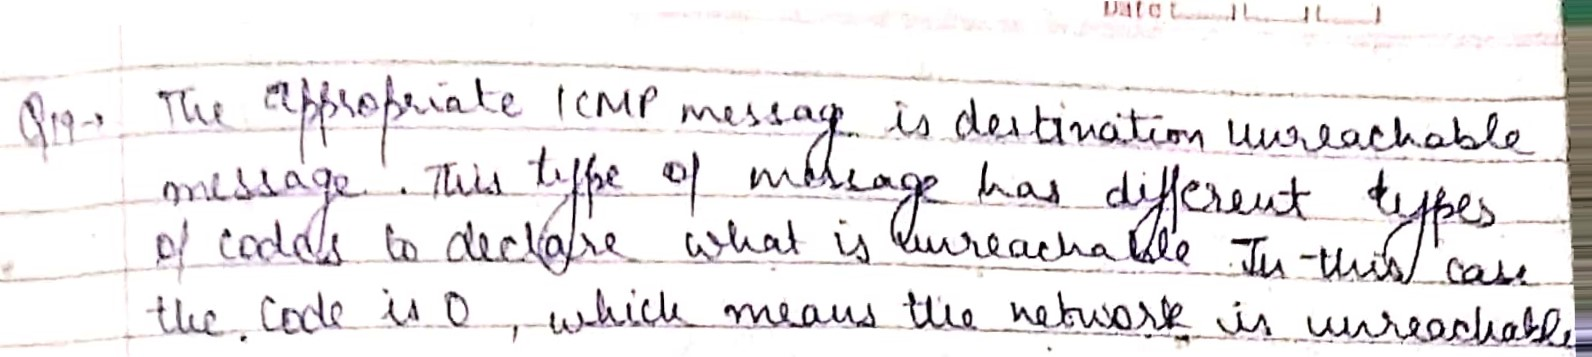 Date
Q19→ The appropriate ICMP message is destination unreachable
message. This type of message has different types
of codes to declare what is unreachable In this case
the code is 0, which means the network is unreachable